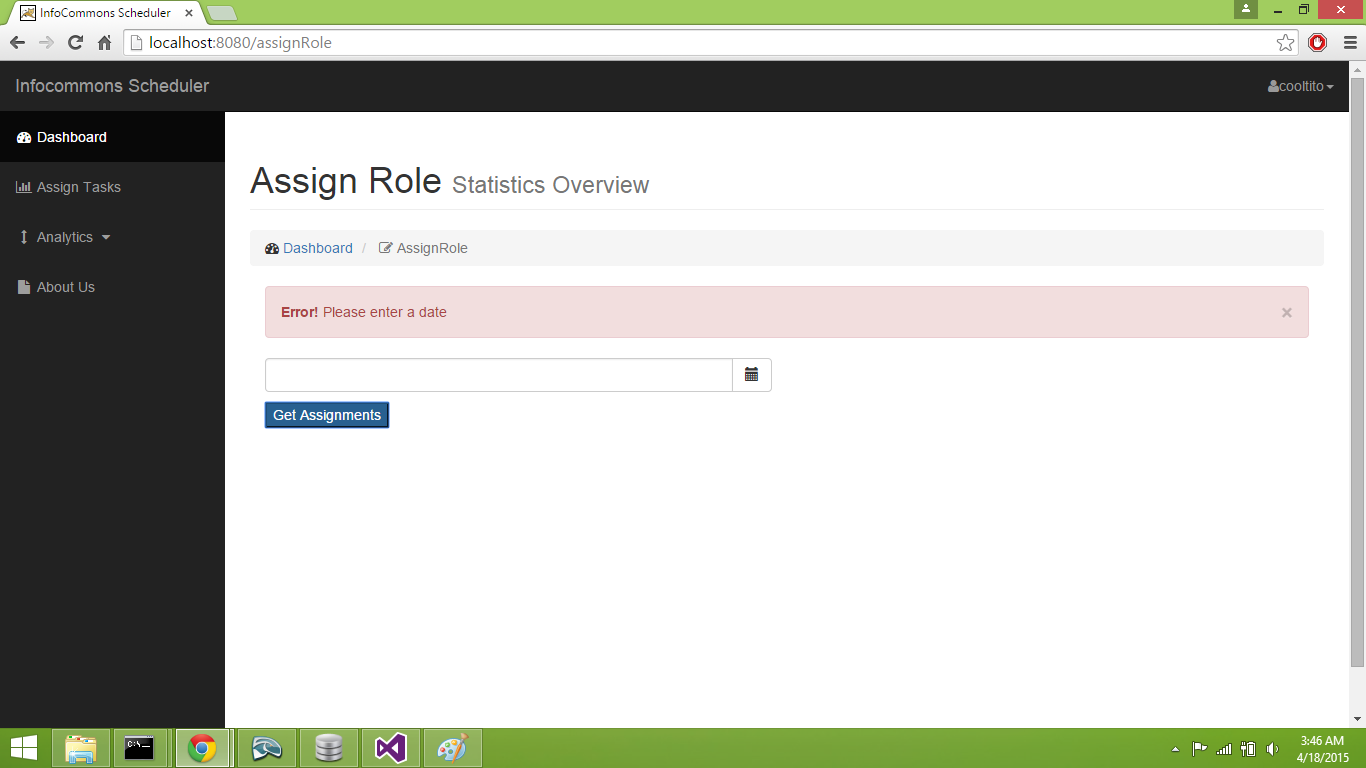 InfoCommons Scheduler
localhost:8080/assignRole
Infocommons Scheduler
cooltito
Dashboard
Assign Tasks
Analytics
About Us
Assign Role Statistics Overview
Dashboard / AssignRole
Error! Please enter a date ×
Get Assignments
3:46 AM
4/18/2015